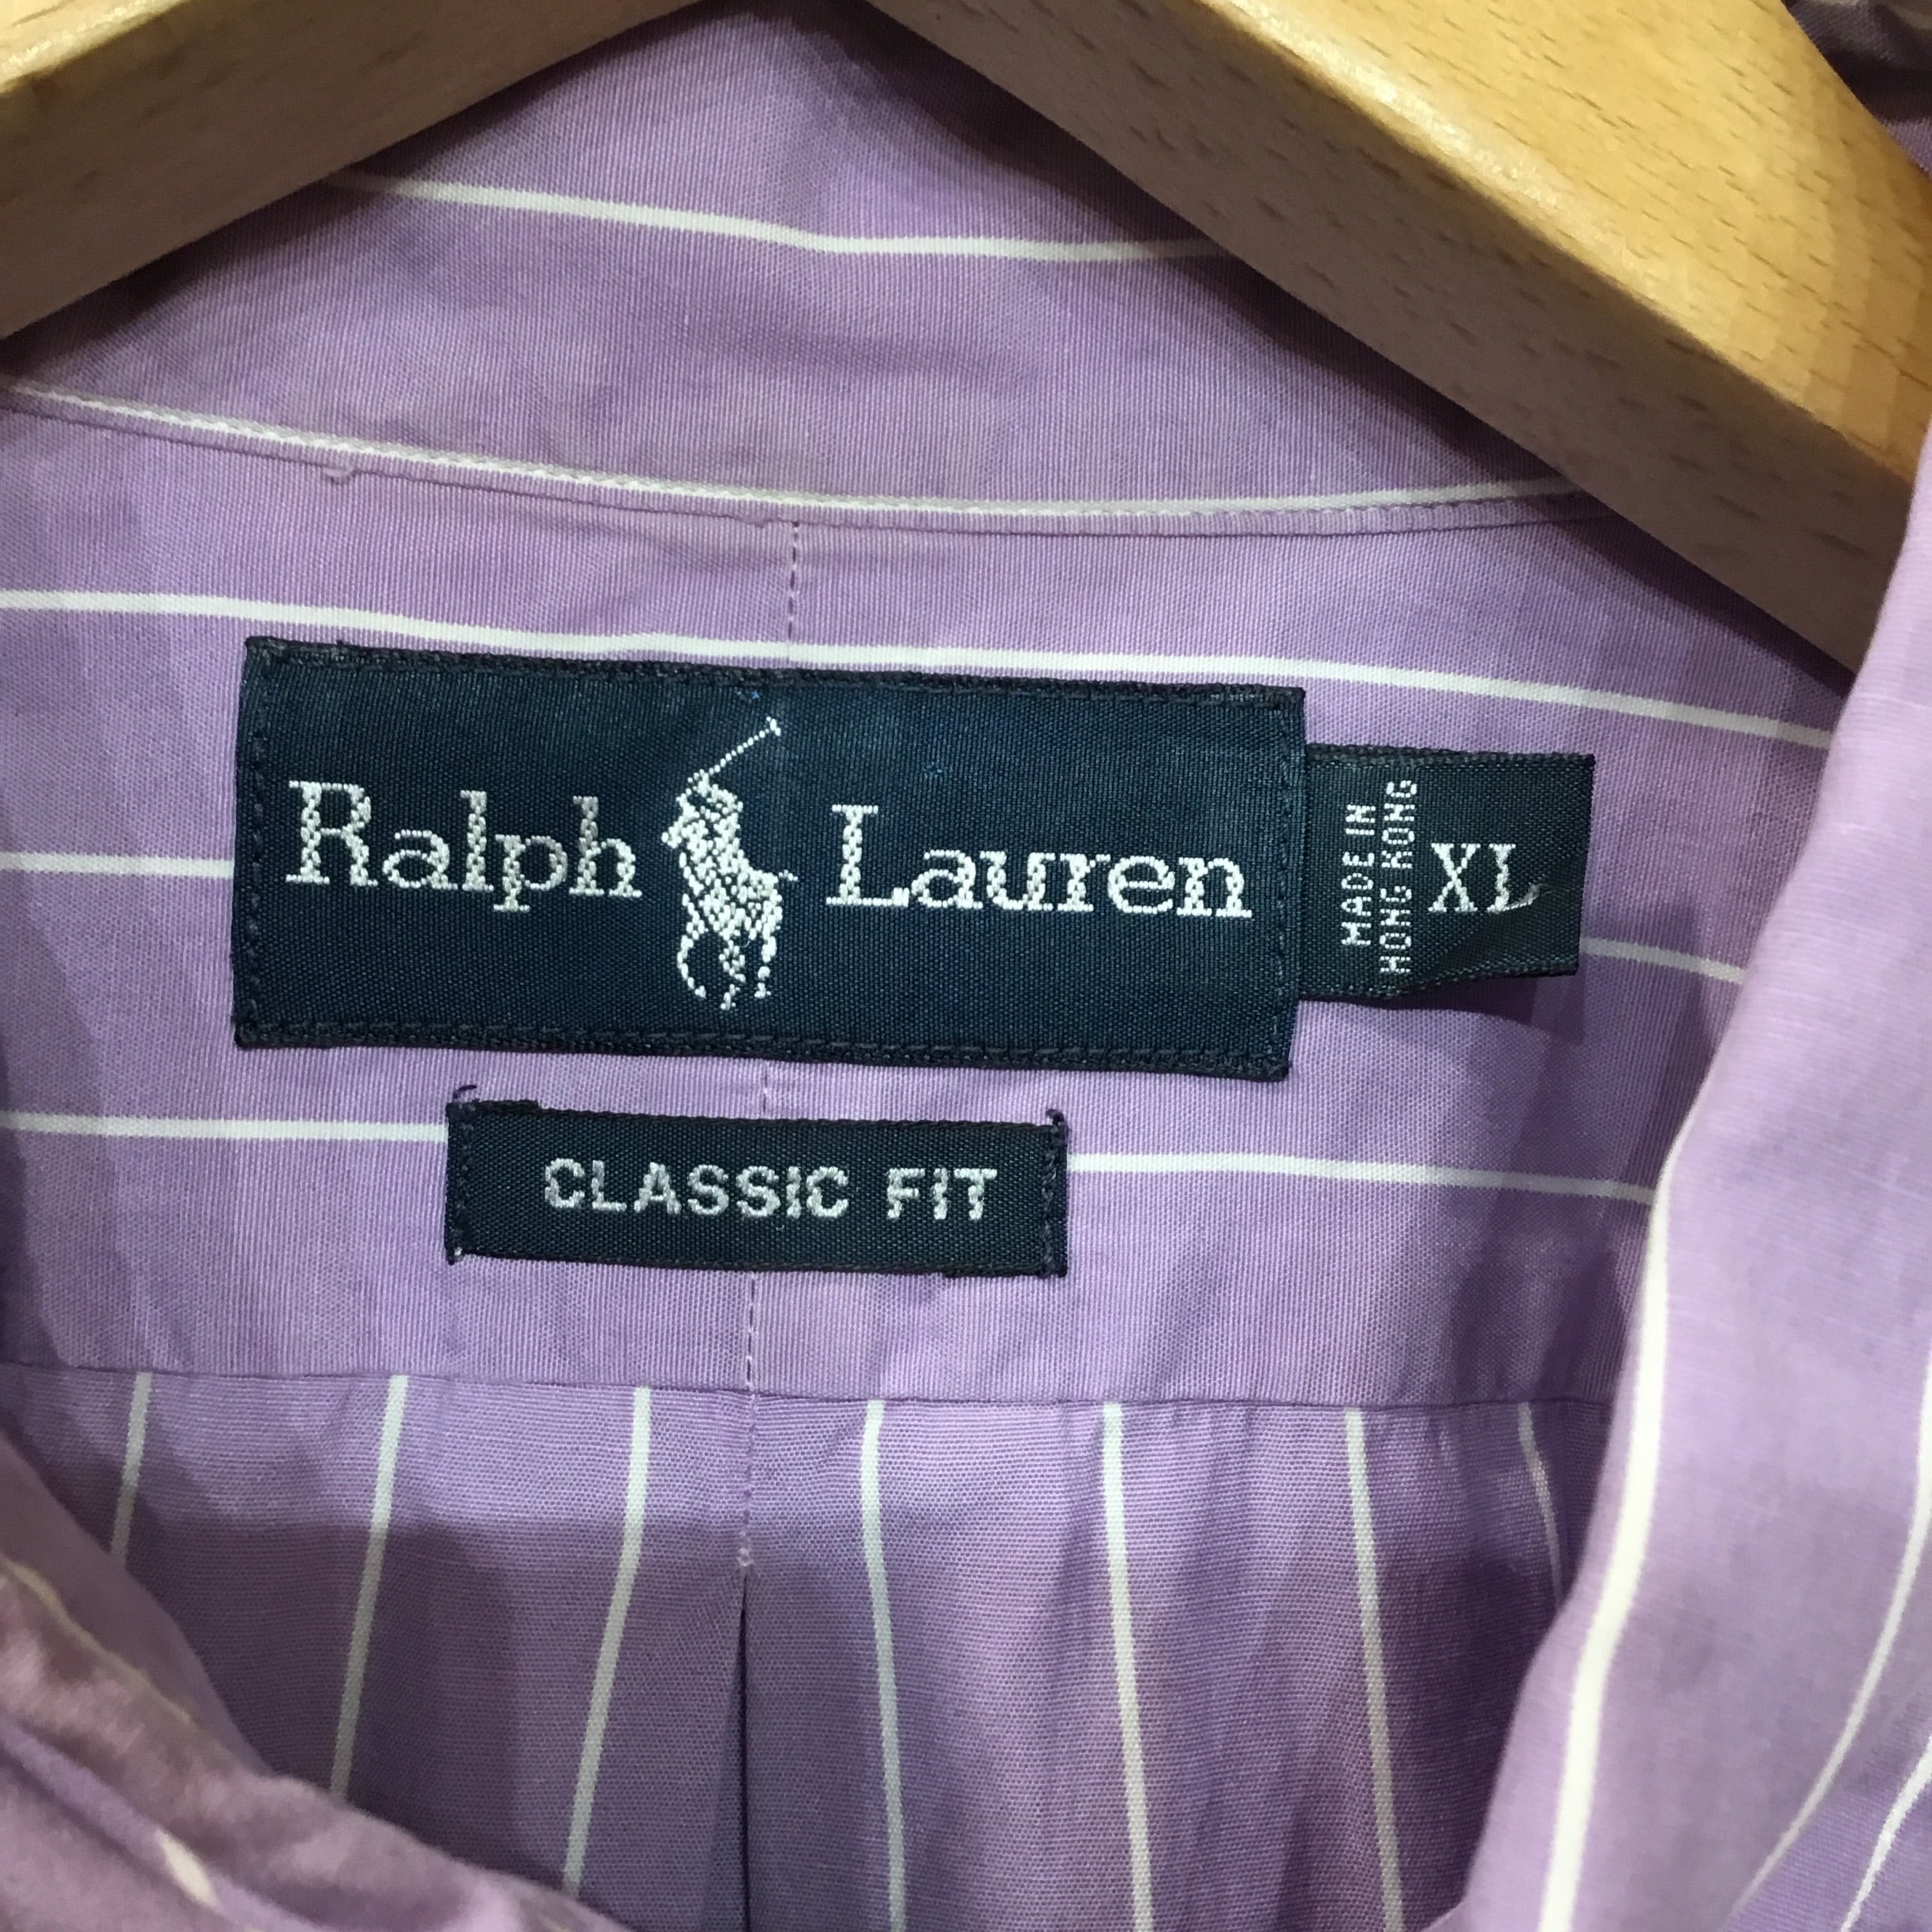 Ralph Lauren
MADE IN
HONG KONG
XL
CLASSIC FIT